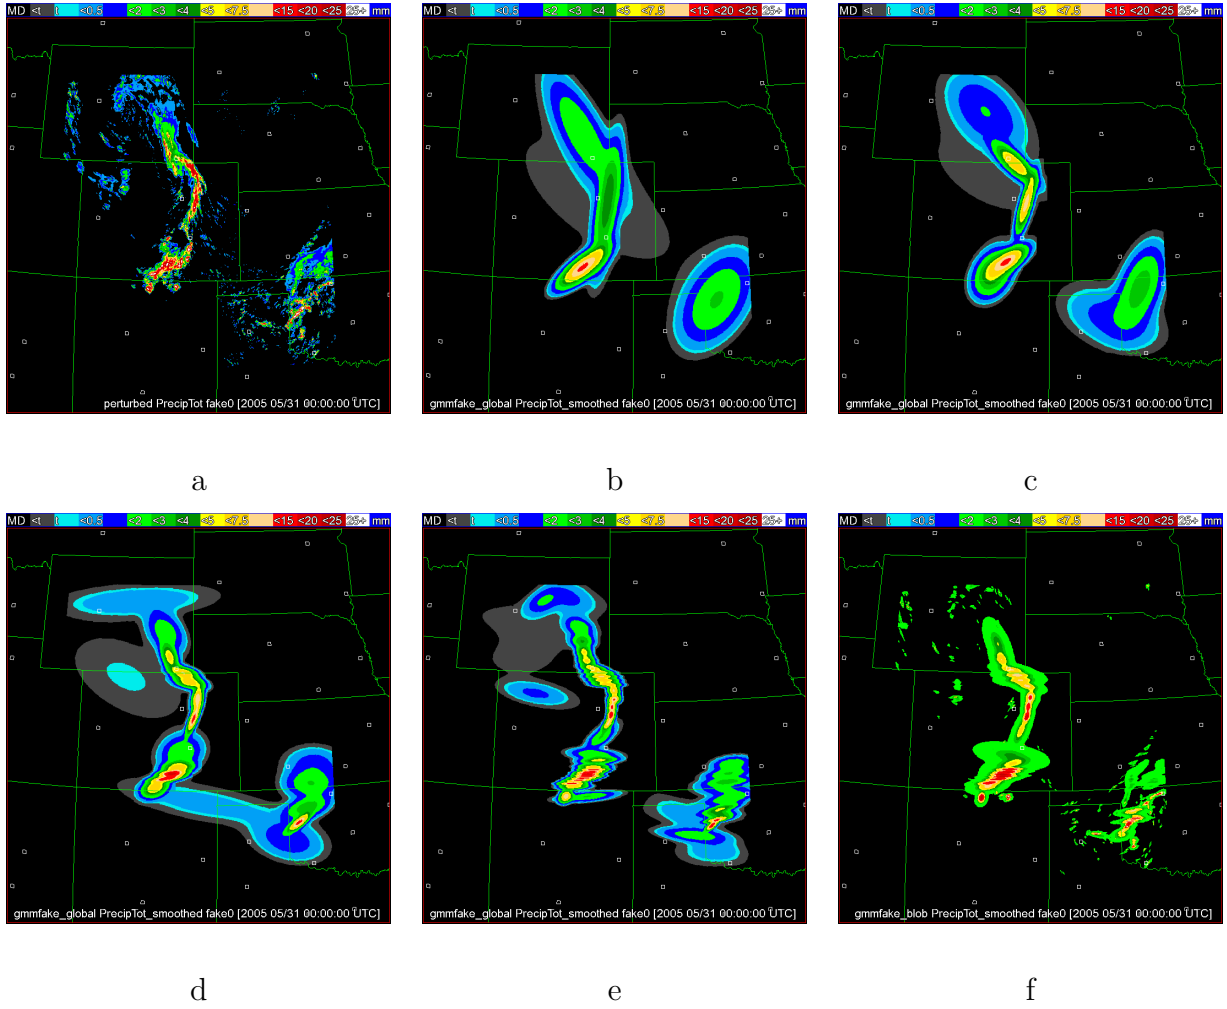 MD <t t <0.5 <2 <3 <4 <5 <7.5 <15 <20 <25 25+ mm
MD <t t <0.5 <2 <3 <4 <5 <7.5 <15 <20 <25 25+ mm
MD <t t <0.5 <2 <3 <4 <5 <7.5 <15 <20 <25 25+ mm
perturbed PrecipTot fake0 [2005 05/31 00:00:00 UTC]
gmmfake_global PrecipTot_smoothed fake0 [2005 05/31 00:00:00 UTC]
gmmfake_global PrecipTot_smoothed fake0 [2005 05/31 00:00:00 UTC]
a
b
c
MD <t t <0.5 <2 <3 <4 <5 <7.5 <15 <20 <25 25+ mm
MD <t t <0.5 <2 <3 <4 <5 <7.5 <15 <20 <25 25+ mm
MD <t t <0.5 <2 <3 <4 <5 <7.5 <15 <20 <25 25+ mm
gmmfake_global PrecipTot_smoothed fake0 [2005 05/31 00:00:00 UTC]
gmmfake_global PrecipTot_smoothed fake0 [2005 05/31 00:00:00 UTC]
gmmfake_blob PrecipTot_smoothed fake0 [2005 05/31 00:00:00 UTC]
d
e
f